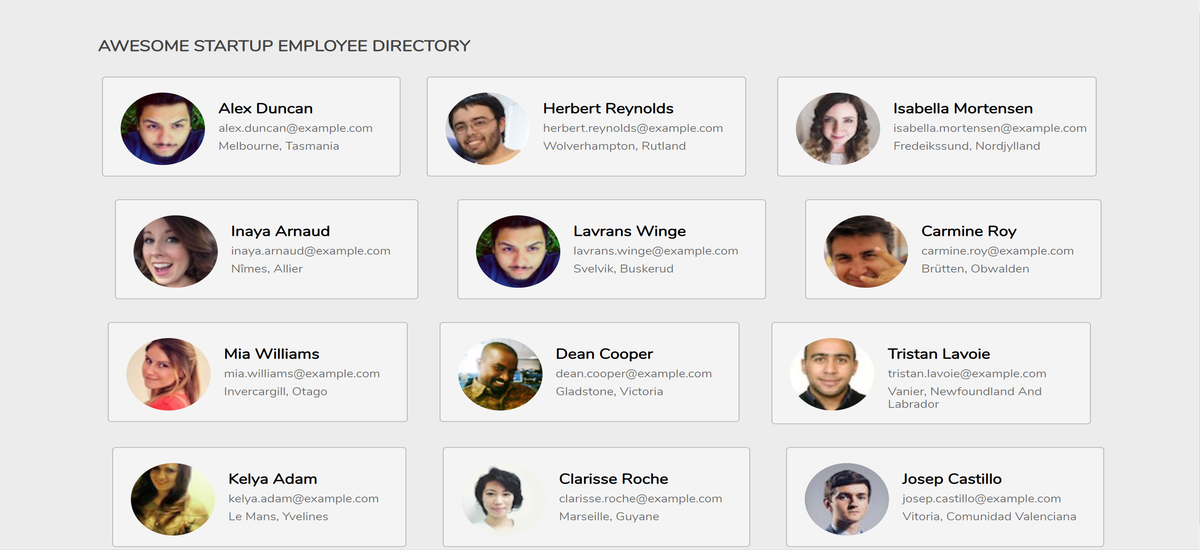 AWESOME STARTUP EMPLOYEE DIRECTORY
Alex Duncan
alex.duncan@example.com
Melbourne, Tasmania
Herbert Reynolds
herbert.reynolds@example.com
Wolverhampton, Rutland
Isabella Mortensen
isabella.mortensen@example.com
Fredeikssund, Nordjylland
Inaya Arnaud
inaya.arnaud@example.com
Nîmes, Allier
Lavrans Winge
lavrans.winge@example.com
Svelvik, Buskerud
Carmine Roy
carmine.roy@example.com
Brütten, Obwalden
Mia Williams
mia.williams@example.com
Invercargill, Otago
Dean Cooper
dean.cooper@example.com
Gladstone, Victoria
Tristan Lavoie
tristan.lavoie@example.com
Vanier, Newfoundland And
Labrador
Kelya Adam
kelya.adam@example.com
Le Mans, Yvelines
Clarisse Roche
clarisse.roche@example.com
Marseille, Guyane
Josep Castillo
josep.castillo@example.com
Vitoria, Comunidad Valenciana